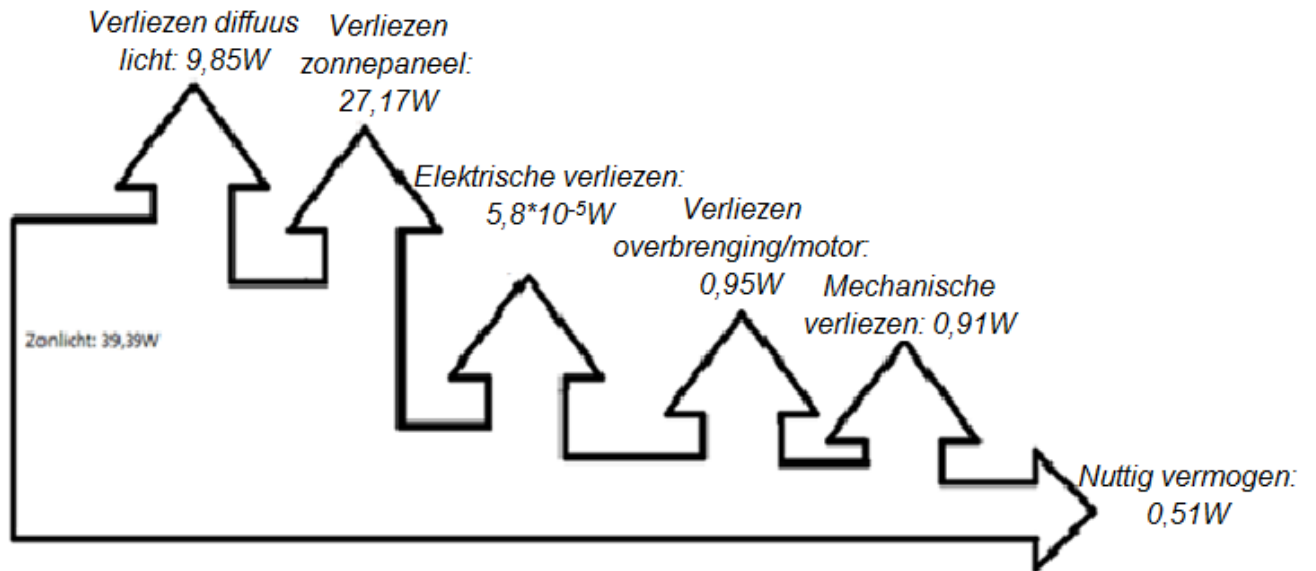 Verliezen diffuus
licht: 9,85W
Verliezen
zonnepaneel:
27,17W
Elektrische verliezen:
5,8*10⁻⁵W
Verliezen
overbrenging/motor:
0,95W
Mechanische
verliezen: 0,91W
Zonlicht: 39,39W
Nuttig vermogen:
0,51W